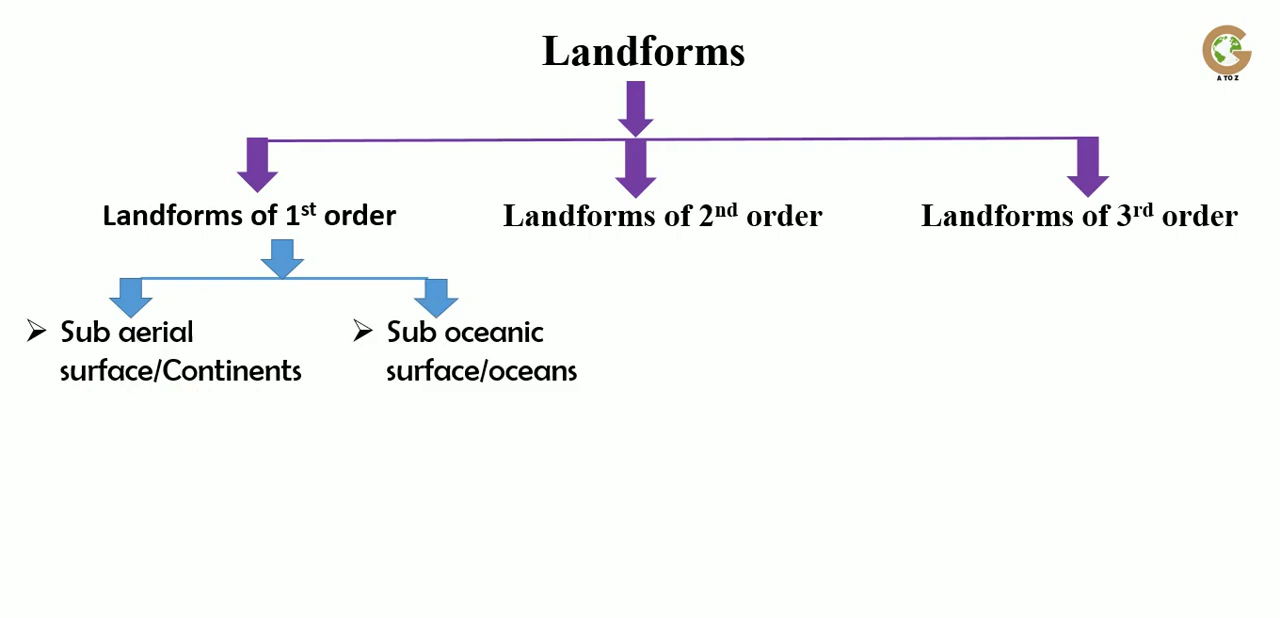 Landforms
A TO Z
Landforms of 1st order
Landforms of 2nd order
Landforms of 3rd order
➢ Sub aerial
surface/Continents
➢ Sub oceanic
surface/oceans